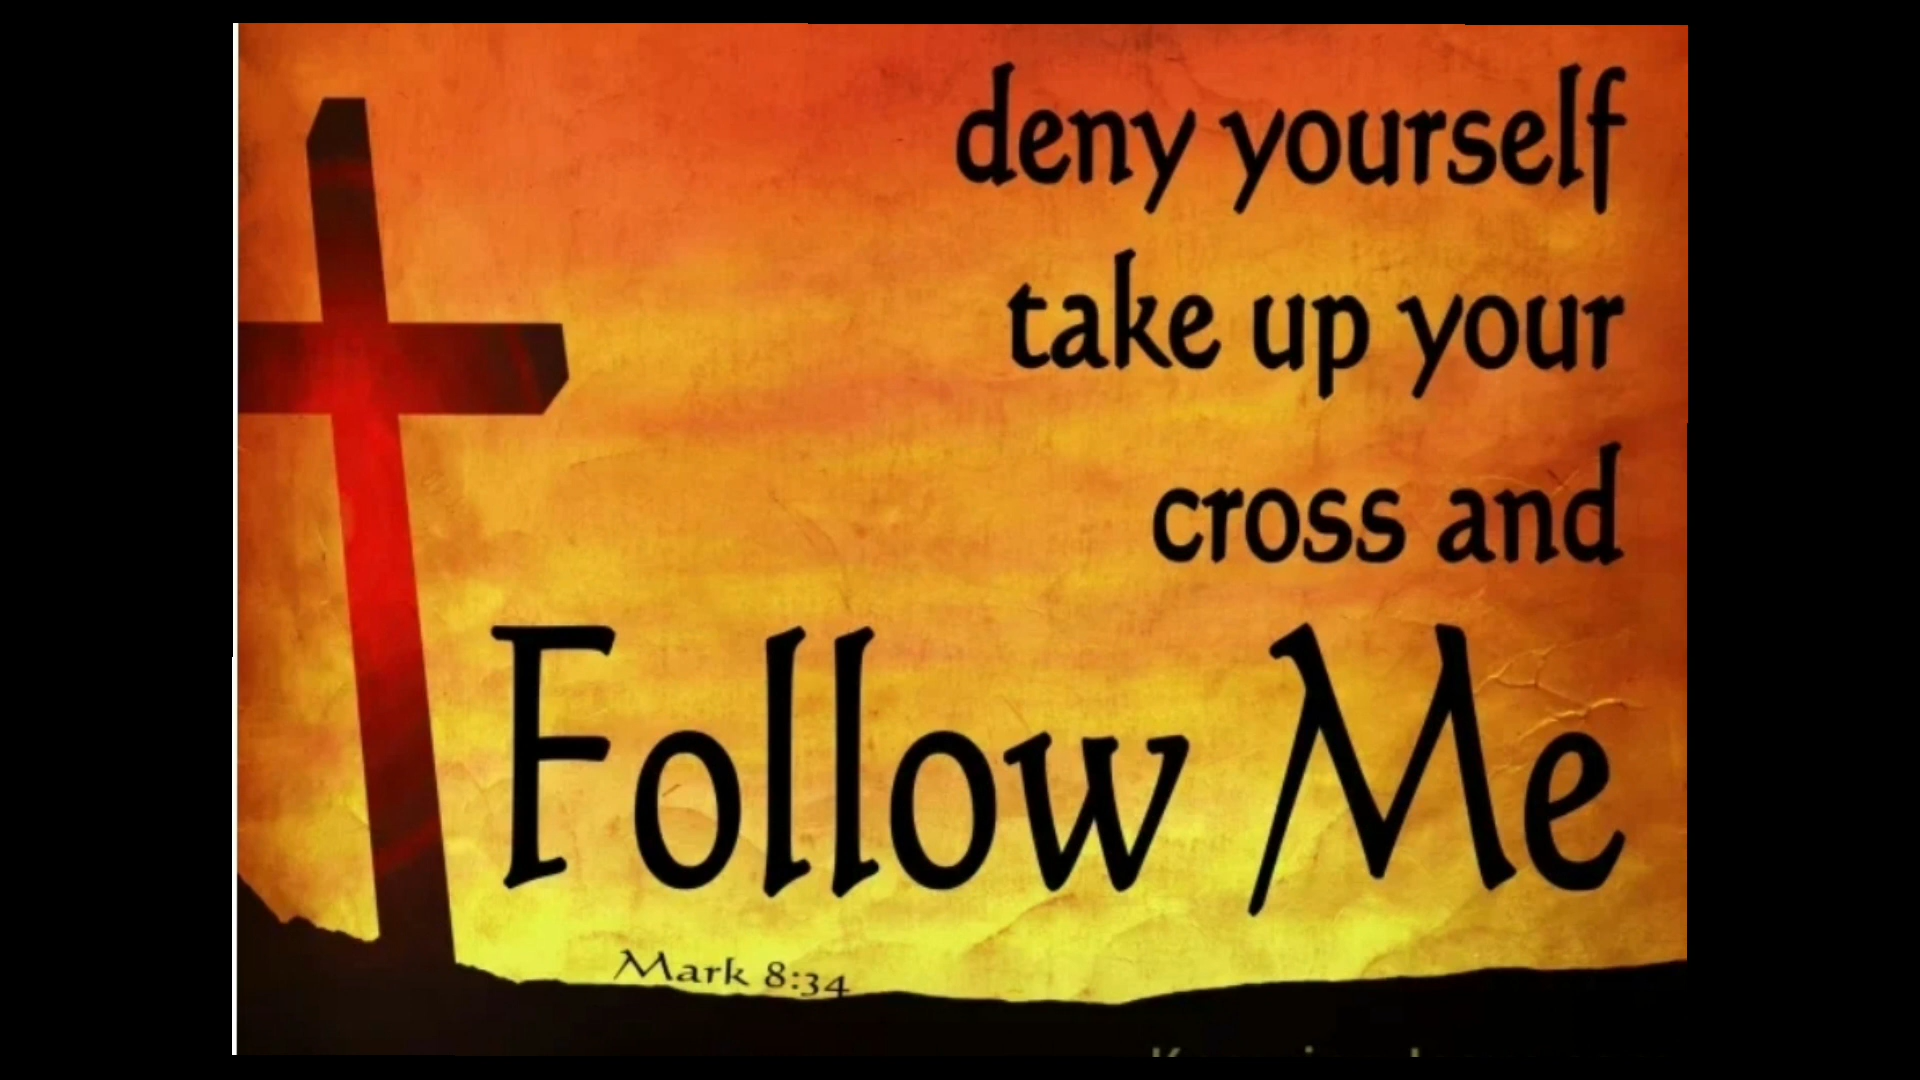 deny yourself
take up your
cross and
Follow Me
Mark 8:34